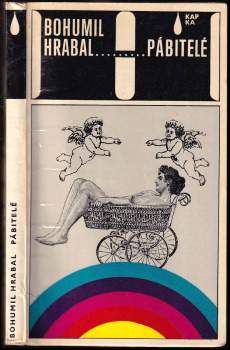 BOHUMIL
HRABAL.........PÁBITELÉ
KAP
KA
BOHUMIL HRABAL PÁBITELÉ